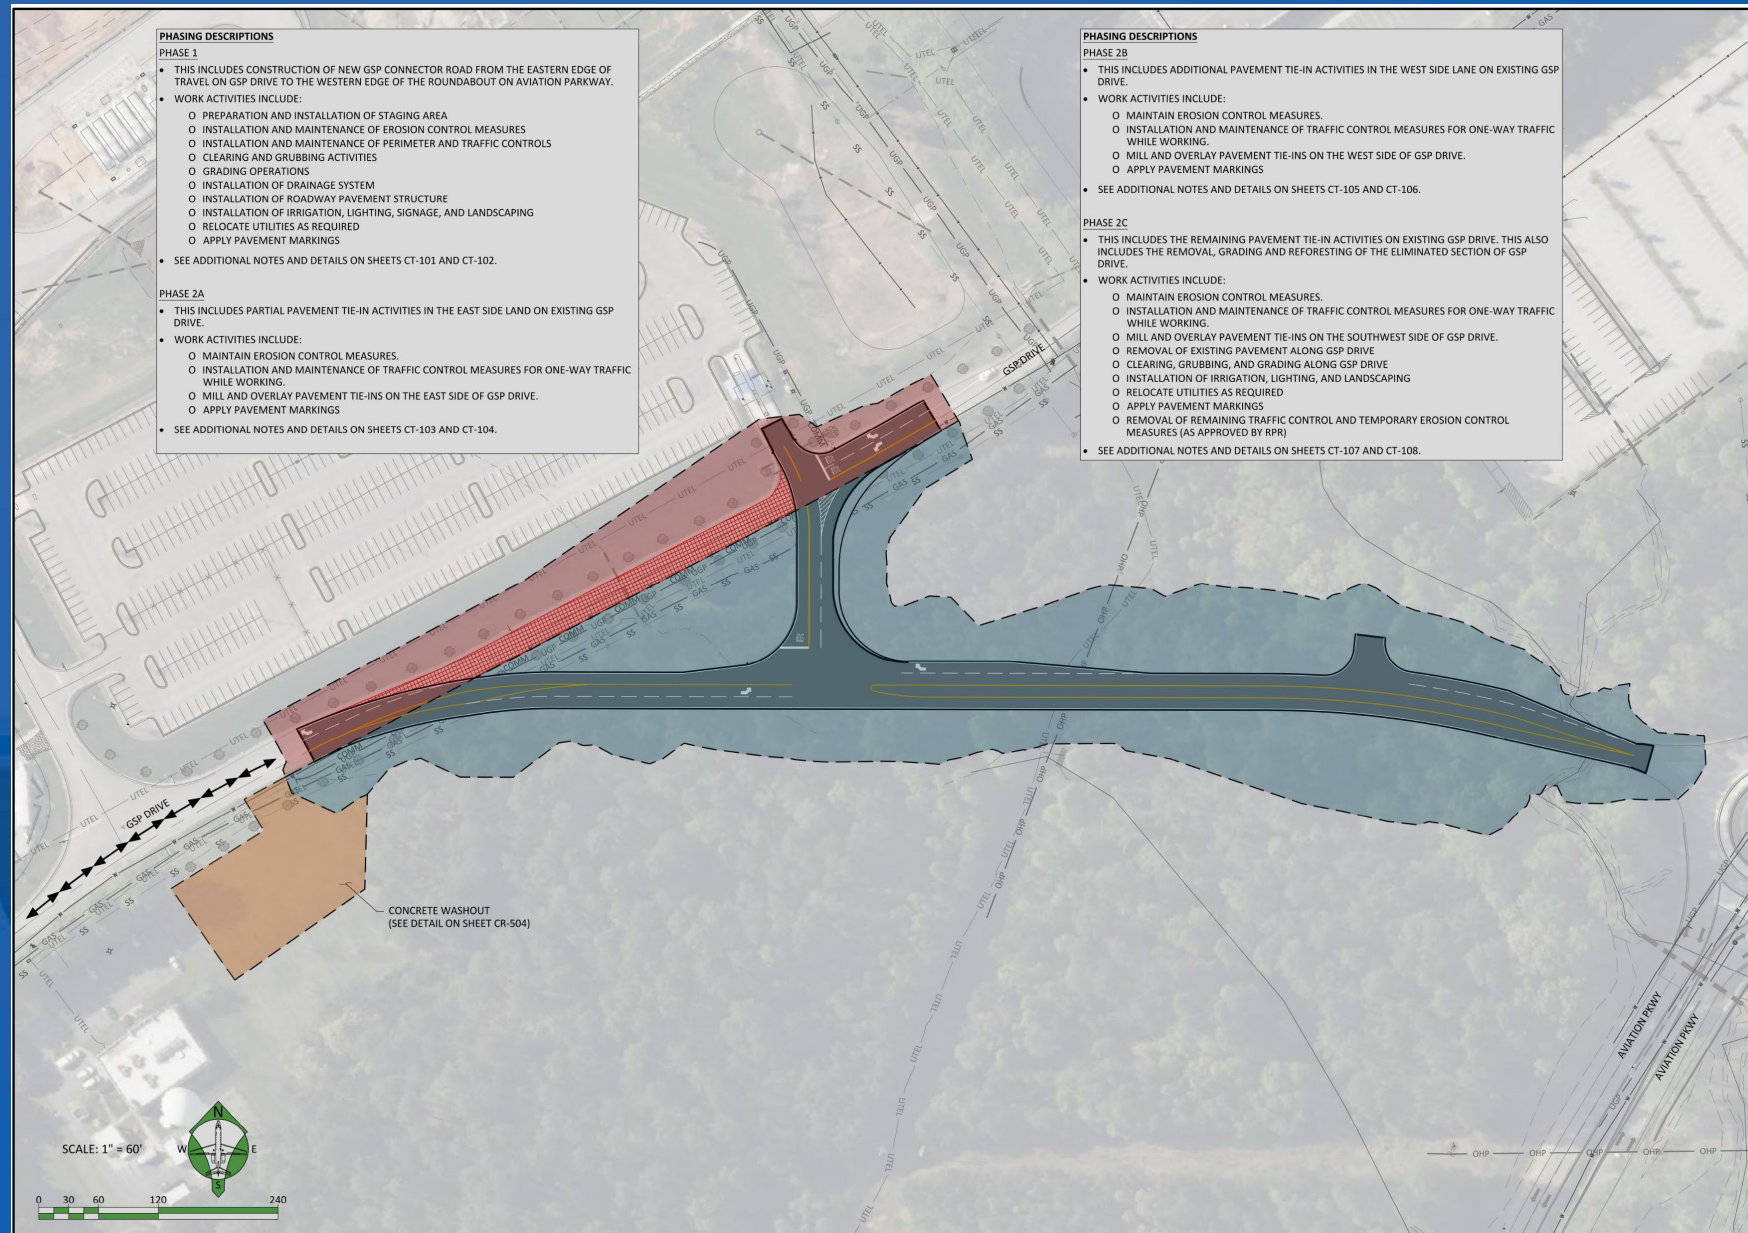 PHASING DESCRIPTIONS
PHASE 1
• THIS INCLUDES CONSTRUCTION OF NEW GSP CONNECTOR ROAD FROM THE EASTERN EDGE OF
TRAVEL ON GSP DRIVE TO THE WESTERN EDGE OF THE ROUNDABOUT ON AVIATION PARKWAY.
• WORK ACTIVITIES INCLUDE:
O PREPARATION AND INSTALLATION OF STAGING AREA
O INSTALLATION AND MAINTENANCE OF EROSION CONTROL MEASURES
O INSTALLATION AND MAINTENANCE OF PERIMETER AND TRAFFIC CONTROLS
O CLEARING AND GRUBBING ACTIVITIES
O GRADING OPERATIONS
O INSTALLATION OF DRAINAGE SYSTEM
O INSTALLATION OF ROADWAY PAVEMENT STRUCTURE
O INSTALLATION OF IRRIGATION, LIGHTING, SIGNAGE, AND LANDSCAPING
O RELOCATE UTILITIES AS REQUIRED
O APPLY PAVEMENT MARKINGS
• SEE ADDITIONAL NOTES AND DETAILS ON SHEETS CT-101 AND CT-102.
PHASE 2A
• THIS INCLUDES PARTIAL PAVEMENT TIE-IN ACTIVITIES IN THE EAST SIDE LAND ON EXISTING GSP
DRIVE.
• WORK ACTIVITIES INCLUDE:
O MAINTAIN EROSION CONTROL MEASURES.
O INSTALLATION AND MAINTENANCE OF TRAFFIC CONTROL MEASURES FOR ONE-WAY TRAFFIC
WHILE WORKING.
O MILL AND OVERLAY PAVEMENT TIE-INS ON THE EAST SIDE OF GSP DRIVE.
O APPLY PAVEMENT MARKINGS
• SEE ADDITIONAL NOTES AND DETAILS ON SHEETS CT-103 AND CT-104.
PHASING DESCRIPTIONS
PHASE 2B
• THIS INCLUDES ADDITIONAL PAVEMENT TIE-IN ACTIVITIES IN THE WEST SIDE LANE ON EXISTING GSP
DRIVE.
• WORK ACTIVITIES INCLUDE:
O MAINTAIN EROSION CONTROL MEASURES.
O INSTALLATION AND MAINTENANCE OF TRAFFIC CONTROL MEASURES FOR ONE-WAY TRAFFIC
WHILE WORKING.
O MILL AND OVERLAY PAVEMENT TIE-INS ON THE WEST SIDE OF GSP DRIVE.
O APPLY PAVEMENT MARKINGS
• SEE ADDITIONAL NOTES AND DETAILS ON SHEETS CT-105 AND CT-106.
PHASE 2C
• THIS INCLUDES THE REMAINING PAVEMENT TIE-IN ACTIVITIES ON EXISTING GSP DRIVE. THIS ALSO
INCLUDES THE REMOVAL, GRADING AND REFORESTING OF THE ELIMINATED SECTION OF GSP
DRIVE.
• WORK ACTIVITIES INCLUDE:
O MAINTAIN EROSION CONTROL MEASURES.
O INSTALLATION AND MAINTENANCE OF TRAFFIC CONTROL MEASURES FOR ONE-WAY TRAFFIC
WHILE WORKING.
O MILL AND OVERLAY PAVEMENT TIE-INS ON THE SOUTHWEST SIDE OF GSP DRIVE.
O REMOVAL OF EXISTING PAVEMENT ALONG GSP DRIVE
O CLEARING, GRUBBING, AND GRADING ALONG GSP DRIVE
O INSTALLATION OF IRRIGATION, LIGHTING, AND LANDSCAPING
O RELOCATE UTILITIES AS REQUIRED
O APPLY PAVEMENT MARKINGS
O REMOVAL OF REMAINING TRAFFIC CONTROL AND TEMPORARY EROSION CONTROL
MEASURES (AS APPROVED BY RPR)
• SEE ADDITIONAL NOTES AND DETAILS ON SHEETS CT-107 AND CT-108.
GSP DRIVE
GSP DRIVE
CONCRETE WASHOUT
(SEE DETAIL ON SHEET CR-504)
AVIATION PKWY
AVIATION PKWY
OHP OHP OHP OHP
N
W E
S
SCALE: 1" = 60'
0 30 60 120 240